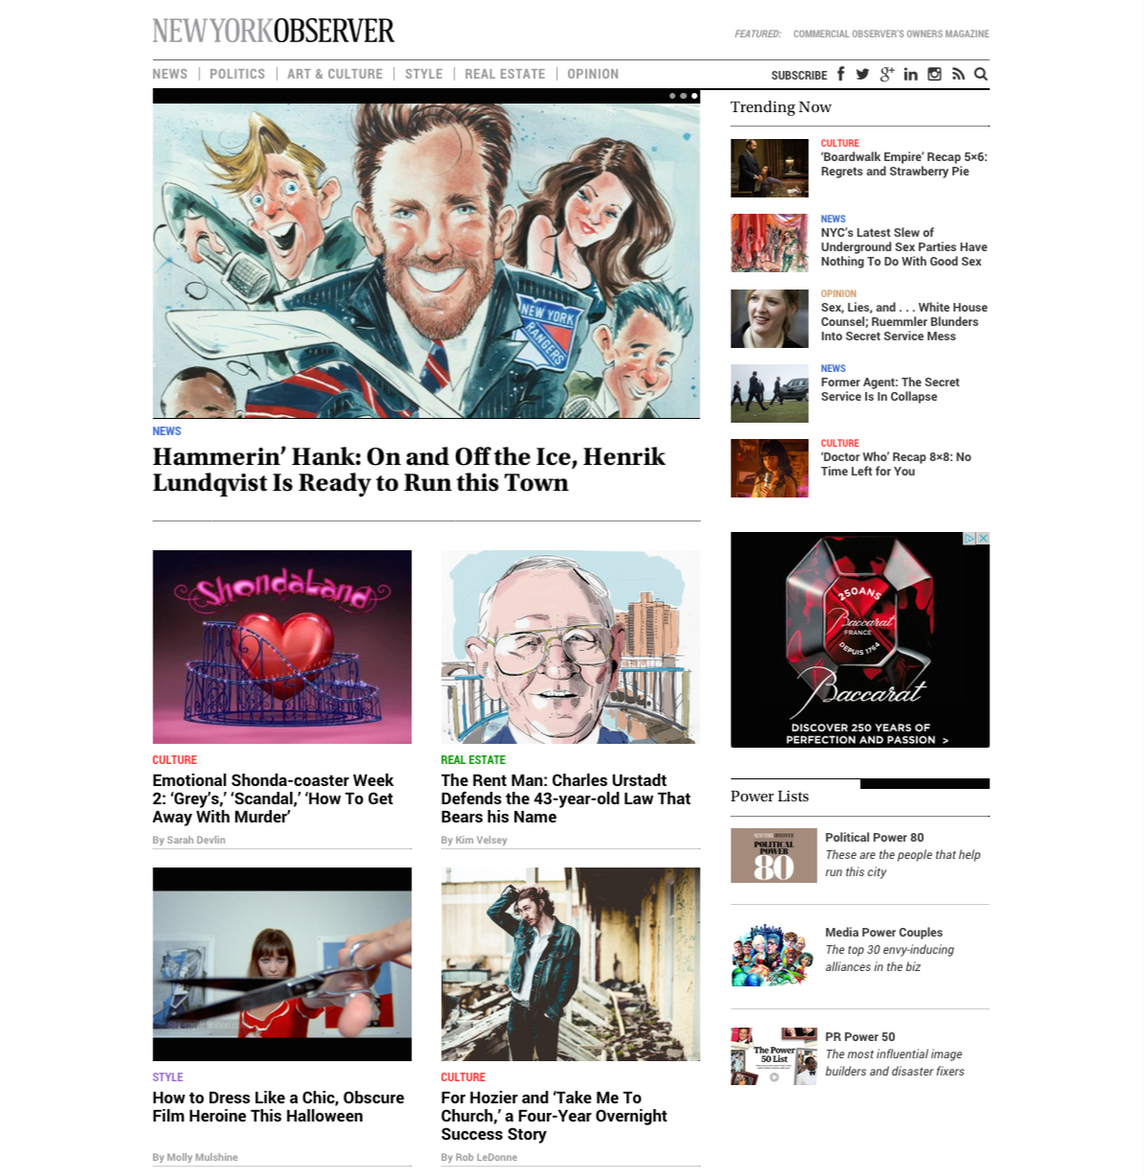 NEW YORK OBSERVER
FEATURED: COMMERCIAL OBSERVER'S OWNERS MAGAZINE
NEWS | POLITICS | ART & CULTURE | STYLE | REAL ESTATE | OPINION
SUBSCRIBE
NEW YORK
RANGERS
NEWS
Hammerin' Hank: On and Off the Ice, Henrik
Lundqvist Is Ready to Run this Town
Trending Now
CULTURE
'Boardwalk Empire' Recap 5×6:
Regrets and Strawberry Pie
NEWS
NYC's Latest Slew of
Underground Sex Parties Have
Nothing To Do With Good Sex
OPINION
Sex, Lies, and . . . White House
Counsel; Ruemmler Blunders
Into Secret Service Mess
NEWS
Former Agent: The Secret
Service Is In Collapse
CULTURE
'Doctor Who' Recap 8×8: No
Time Left for You
ShondaLand
CULTURE
Emotional Shonda-coaster Week
2: 'Grey's,' 'Scandal,' 'How To Get
Away With Murder'
By Sarah Devlin
REAL ESTATE
The Rent Man: Charles Urstadt
Defends the 43-year-old Law That
Bears his Name
By Kim Velsey
250 ANS
Baccarat
FRANCE
DEPUIS 1764
Baccarat
DISCOVER 250 YEARS OF
PERFECTION AND PASSION >
STYLE
How to Dress Like a Chic, Obscure
Film Heroine This Halloween
By Molly Mulshine
CULTURE
For Hozier and 'Take Me To
Church,' a Four-Year Overnight
Success Story
By Rob LeDonne
Power Lists
NEW YORK OBSERVER
POLITICAL
POWER
80
Political Power 80
These are the people that help
run this city
Media Power Couples
The top 30 envy-inducing
alliances in the biz
The Power
50 List
PR Power 50
The most influential image
builders and disaster fixers